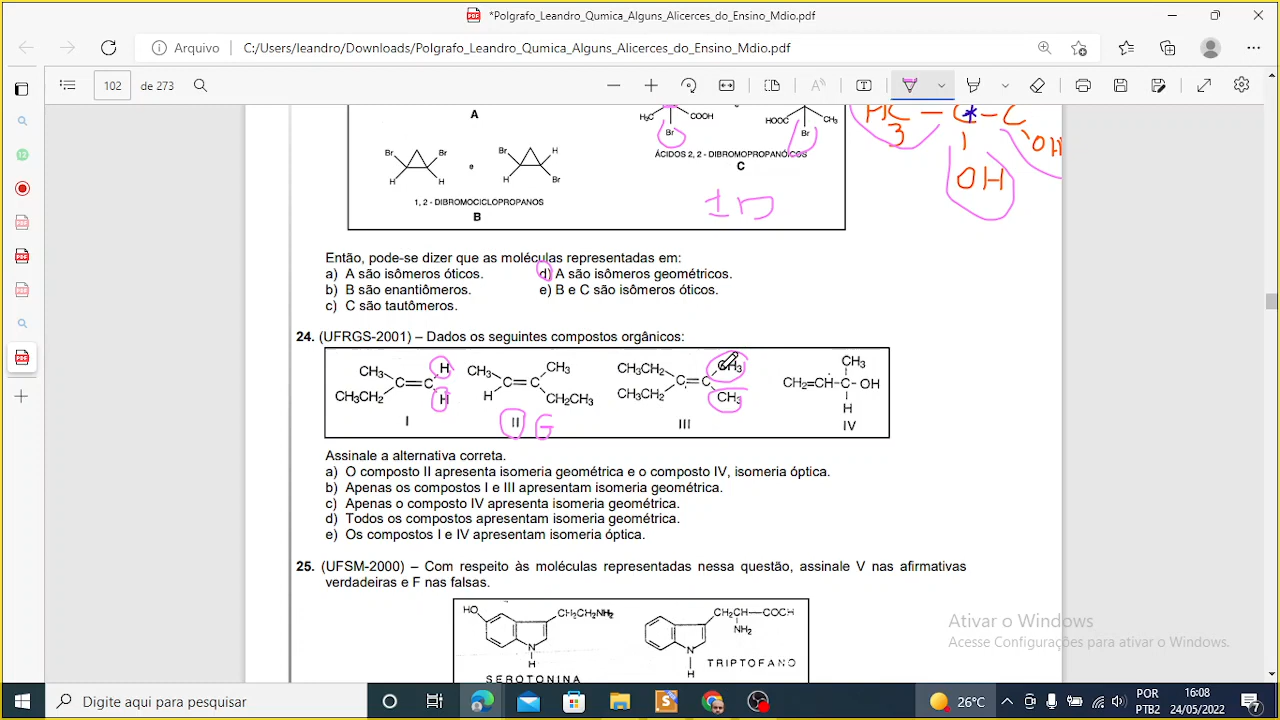 *Polgrafo_Leandro_Qumica_Alguns_Alicerces_do_Ensino_Mdio.pdf
Arquivo
C:/Users/leandro/Downloads/Polgrafo_Leandro_Qumica_Alguns_Alicerces_do_Ensino_Mdio.pdf
102 de 273
H₃C COOH HOOC CH₃
Br Br
ÁCIDOS 2, 2 - DIBROMOPROPANÓICOS
A
C
Br Br e Br H
H H H Br
1, 2 - DIBROMOCICLOPROPANOS
B
HC — C* — C
3 OH
OH
Então, pode-se dizer que as moléculas representadas em:
a) A são isômeros óticos. d) A são isômeros geométricos.
b) B são enantiômeros. e) B e C são isômeros óticos.
c) C são tautômeros.
24. (UFRGS-2001) – Dados os seguintes compostos orgânicos:
CH₃ H CH₃ CH₃ CH₃CH₂ CH₃ CH₃
C=C C=C C=C CH₂=CH-C- OH
CH₃CH₂ H H CH₂CH₃ CH₃CH₂ CH₃ H
I II G III IV
Assinale a alternativa correta.
a) O composto II apresenta isomeria geométrica e o composto IV, isomeria óptica.
b) Apenas os compostos I e III apresentam isomeria geométrica.
c) Apenas o composto IV apresenta isomeria geométrica.
d) Todos os compostos apresentam isomeria geométrica.
e) Os compostos I e IV apresentam isomeria óptica.
25. (UFSM-2000) – Com respeito às moléculas representadas nessa questão, assinale V nas afirmativas
verdadeiras e F nas falsas.
HO CH₂CH₂NH₂ CH₂CH—COOH
NH₂
N N
H H
SEROTONINA TRIPTOFANO
Ativar o Windows
Acesse Configurações para ativar o Windows.
Digite aqui para pesquisar
26°C
POR
PTB2
16:08
24/05/2022
7